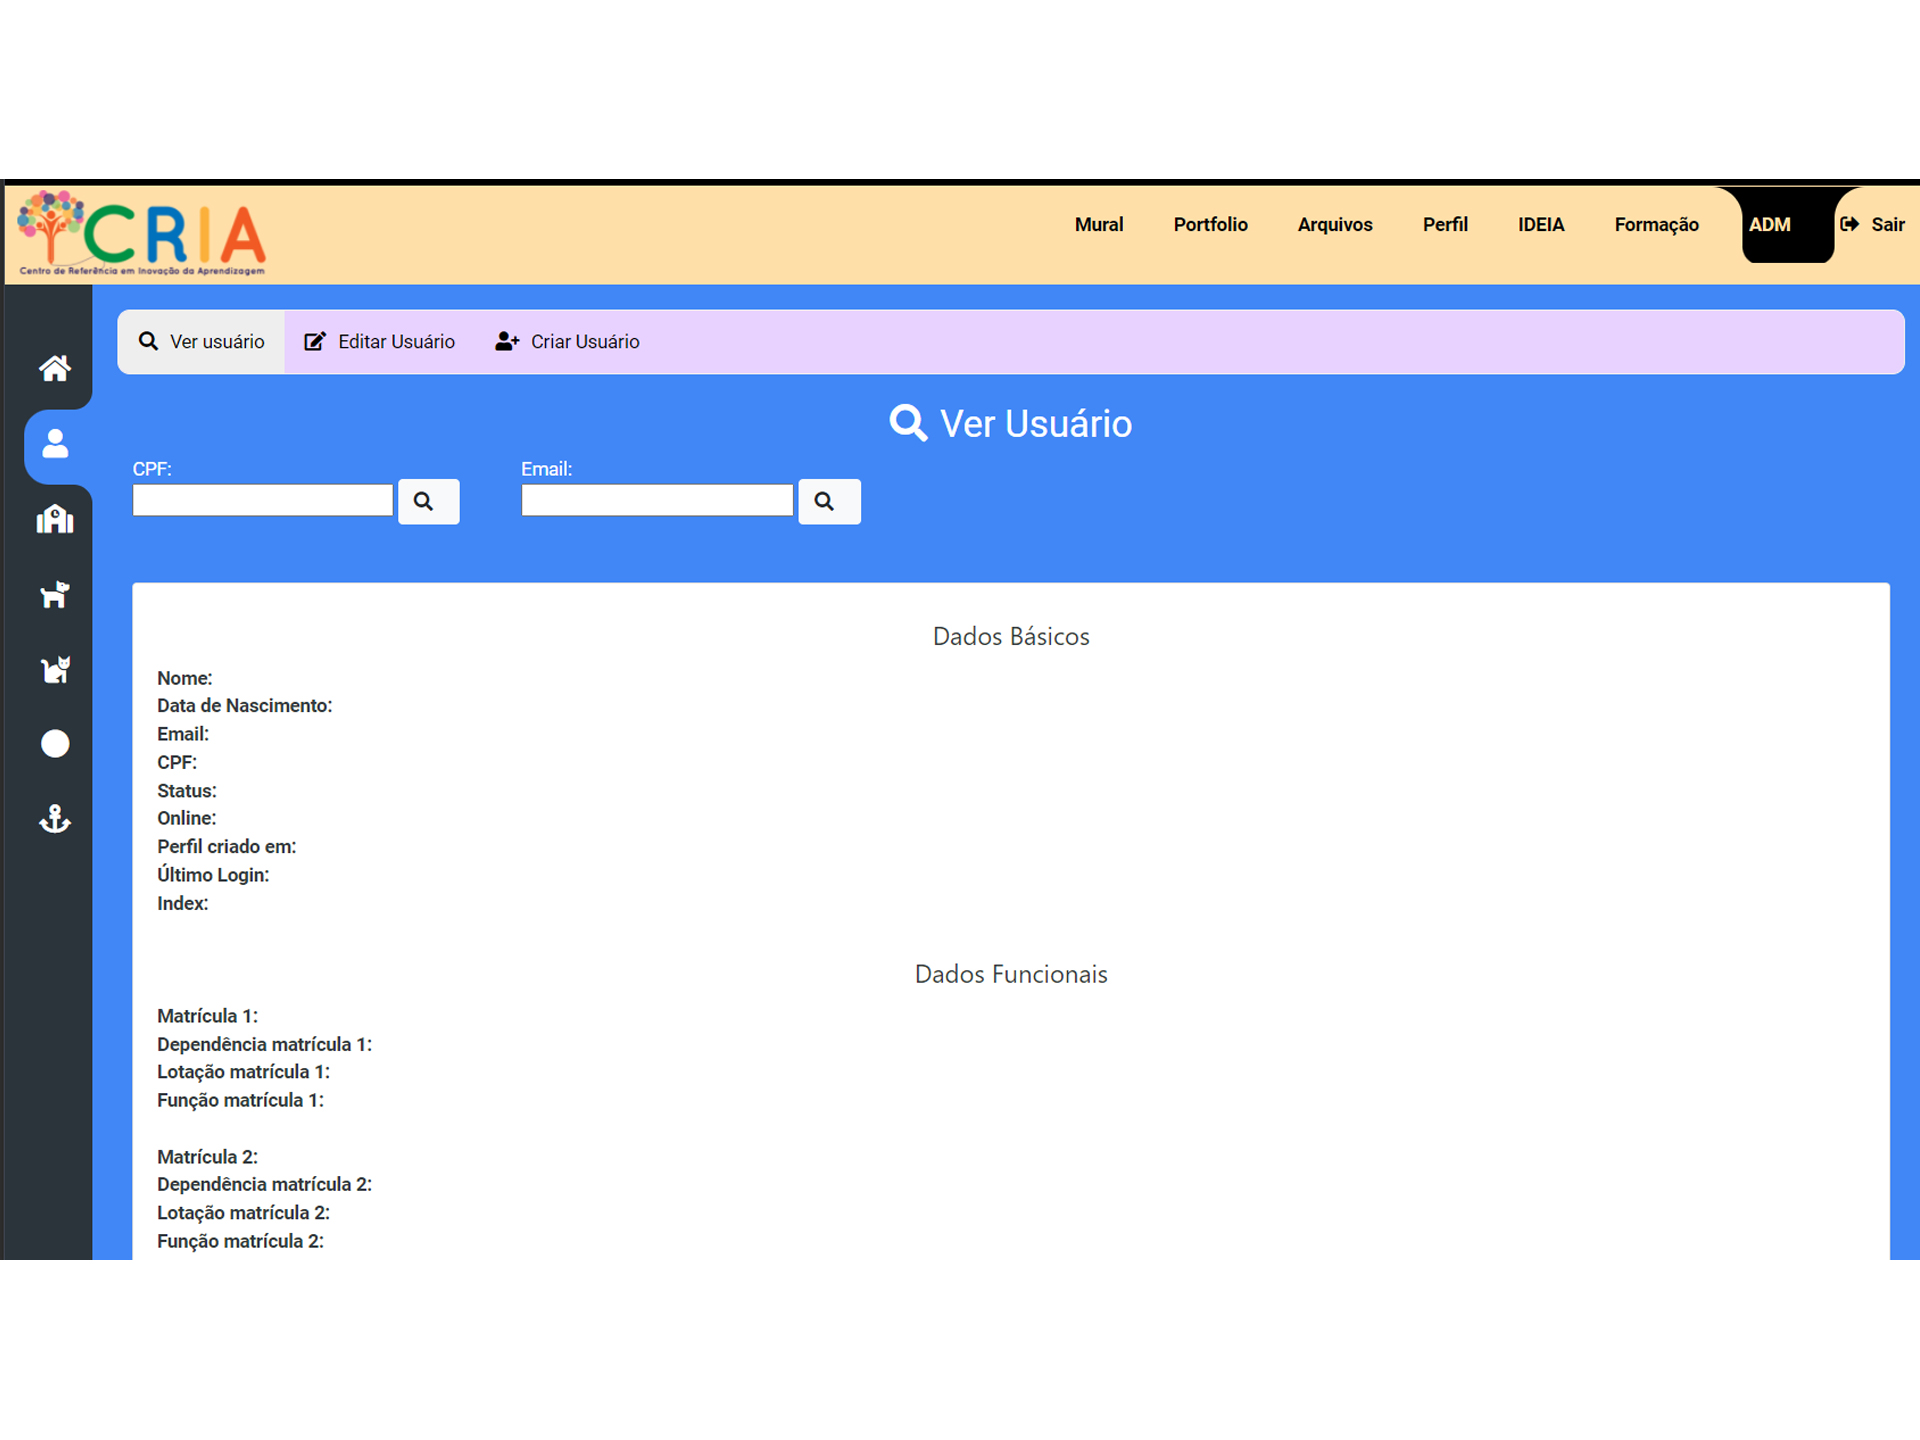 CRIA
Centro de Referência em Inovação da Aprendizagem
Mural Portfolio Arquivos Perfil IDEIA Formação ADM Sair
Ver usuário Editar Usuário Criar Usuário
Ver Usuário
CPF: Email:
Dados Básicos
Nome:
Data de Nascimento:
Email:
CPF:
Status:
Online:
Perfil criado em:
Último Login:
Index:
Dados Funcionais
Matrícula 1:
Dependência matrícula 1:
Lotação matrícula 1:
Função matrícula 1:
Matrícula 2:
Dependência matrícula 2:
Lotação matrícula 2:
Função matrícula 2: